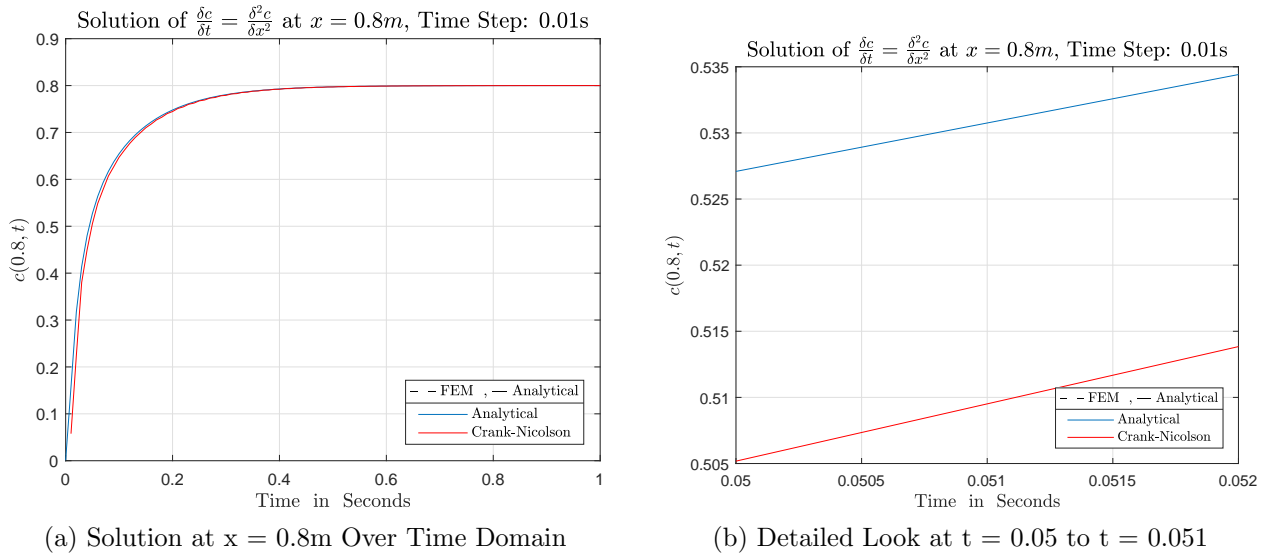 Solution of δc/δt = δ²c/δx² at x = 0.8m, Time Step: 0.01s
0.9
0.8
0.7
0.6
0.5
0.4
0.3
0.2
0.1
0
c(0.8, t)
FEM , Analytical
Analytical
Crank-Nicolson
0 0.2 0.4 0.6 0.8 1
Time in Seconds
(a) Solution at x = 0.8m Over Time Domain
Solution of δc/δt = δ²c/δx² at x = 0.8m, Time Step: 0.01s
0.535
0.53
0.525
0.52
0.515
0.51
0.505
c(0.8, t)
FEM , Analytical
Analytical
Crank-Nicolson
0.05 0.0505 0.051 0.0515 0.052
Time in Seconds
(b) Detailed Look at t = 0.05 to t = 0.051